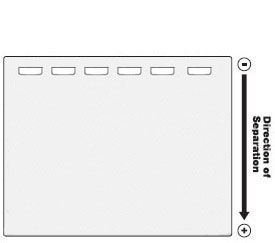 -
Direction of
Separation
+